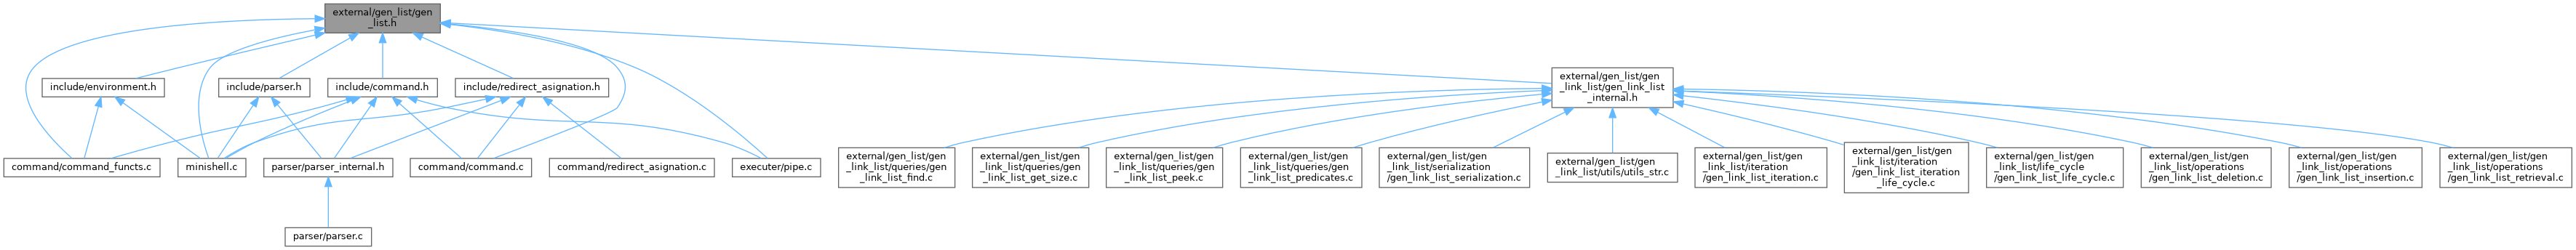 external/gen_list/gen
_list.h
external/gen_list/gen
_link_list/gen_link_list
_internal.h
include/environment.h
include/parser.h
include/command.h
include/redirect_asignation.h
command/command_functs.c
minishell.c
parser/parser_internal.h
command/command.c
command/redirect_asignation.c
executer/pipe.c
external/gen_list/gen
_link_list/queries/gen
_link_list_find.c
external/gen_list/gen
_link_list/queries/gen
_link_list_get_size.c
external/gen_list/gen
_link_list/queries/gen
_link_list_peek.c
external/gen_list/gen
_link_list/queries/gen
_link_list_predicates.c
external/gen_list/gen
_link_list/serialization
/gen_link_list_serialization.c
external/gen_list/gen
_link_list/utils/utils_str.c
external/gen_list/gen
_link_list/iteration
/gen_link_list_iteration.c
external/gen_list/gen
_link_list/iteration
/gen_link_list_iteration
_life_cycle.c
external/gen_list/gen
_link_list/life_cycle
/gen_link_list_life_cycle.c
external/gen_list/gen
_link_list/operations
/gen_link_list_deletion.c
external/gen_list/gen
_link_list/operations
/gen_link_list_insertion.c
external/gen_list/gen
_link_list/operations
/gen_link_list_retrieval.c
parser/parser.c